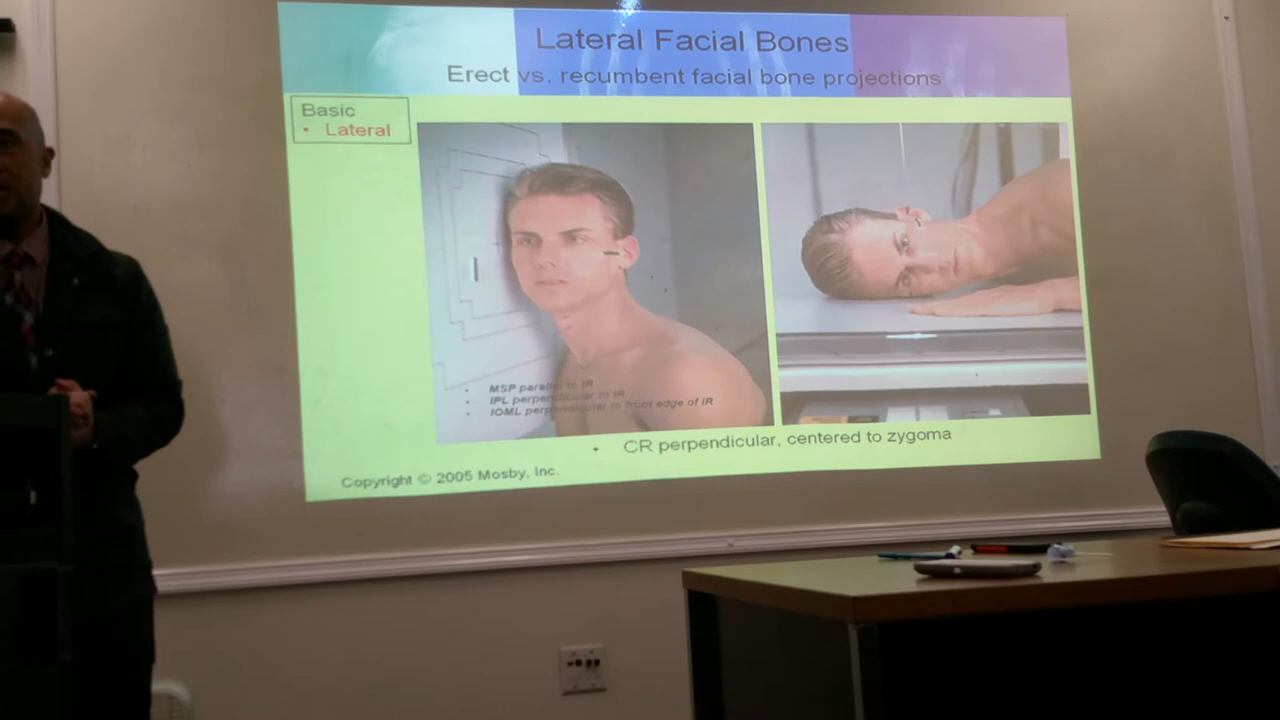 Lateral Facial Bones
Erect vs. recumbent facial bone projections
Basic
• Lateral
• MSP parallel to IR
• IPL perpendicular to IR
• IOML perpendicular to front edge of IR
• CR perpendicular, centered to zygoma
Copyright © 2005 Mosby, Inc.